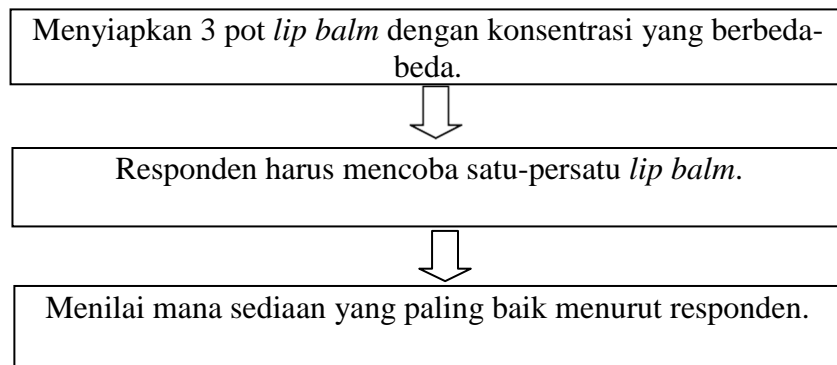 Menyiapkan 3 pot lip balm dengan konsentrasi yang berbeda-
beda.
Responden harus mencoba satu-persatu lip balm.
Menilai mana sediaan yang paling baik menurut responden.